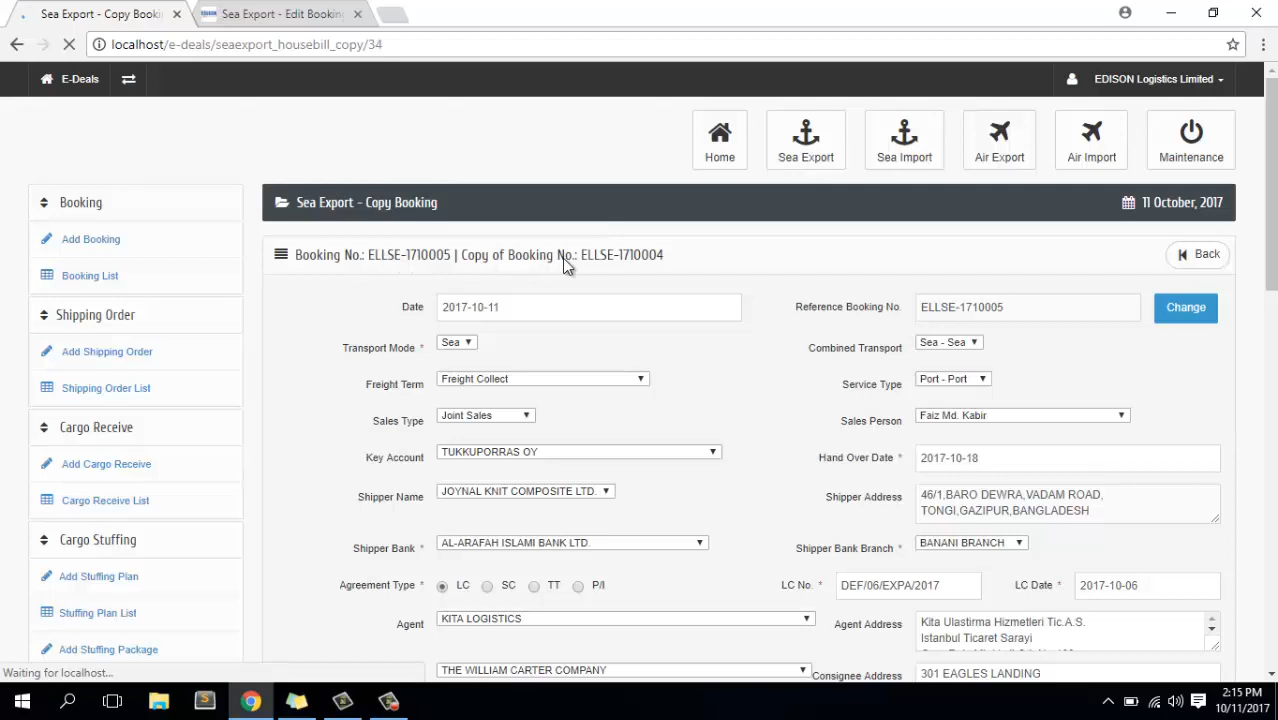 Sea Export - Copy Bookin
Sea Export - Edit Booking
localhost/e-deals/seaexport_housebill_copy/34
E-Deals
EDISON Logistics Limited
Home
Sea Export
Sea Import
Air Export
Air Import
Maintenance
Booking
Add Booking
Booking List
Shipping Order
Add Shipping Order
Shipping Order List
Cargo Receive
Add Cargo Receive
Cargo Receive List
Cargo Stuffing
Add Stuffing Plan
Stuffing Plan List
Add Stuffing Package
Sea Export - Copy Booking
11 October, 2017
Booking No.: ELLSE-1710005 | Copy of Booking No.: ELLSE-1710004
Back
Date 2017-10-11 Reference Booking No. ELLSE-1710005 Change
Transport Mode * Sea Combined Transport Sea - Sea
Freight Term Freight Collect Service Type Port - Port
Sales Type Joint Sales Sales Person Faiz Md. Kabir
Key Account TUKKUPORRAS OY Hand Over Date * 2017-10-18
Shipper Name JOYNAL KNIT COMPOSITE LTD. Shipper Address 46/1,BARO DEWRA,VADAM ROAD,
TONGI,GAZIPUR,BANGLADESH
Shipper Bank * AL-ARAFAH ISLAMI BANK LTD. Shipper Bank Branch * BANANI BRANCH
Agreement Type * LC SC TT P/I LC No. * DEF/06/EXPA/2017 LC Date * 2017-10-06
Agent KITA LOGISTICS Agent Address Kita Ulastirma Hizmetleri Tic.A.S.
Istanbul Ticaret Sarayi
THE WILLIAM CARTER COMPANY Consignee Address 301 EAGLES LANDING
Waiting for localhost...
2:15 PM
10/11/2017